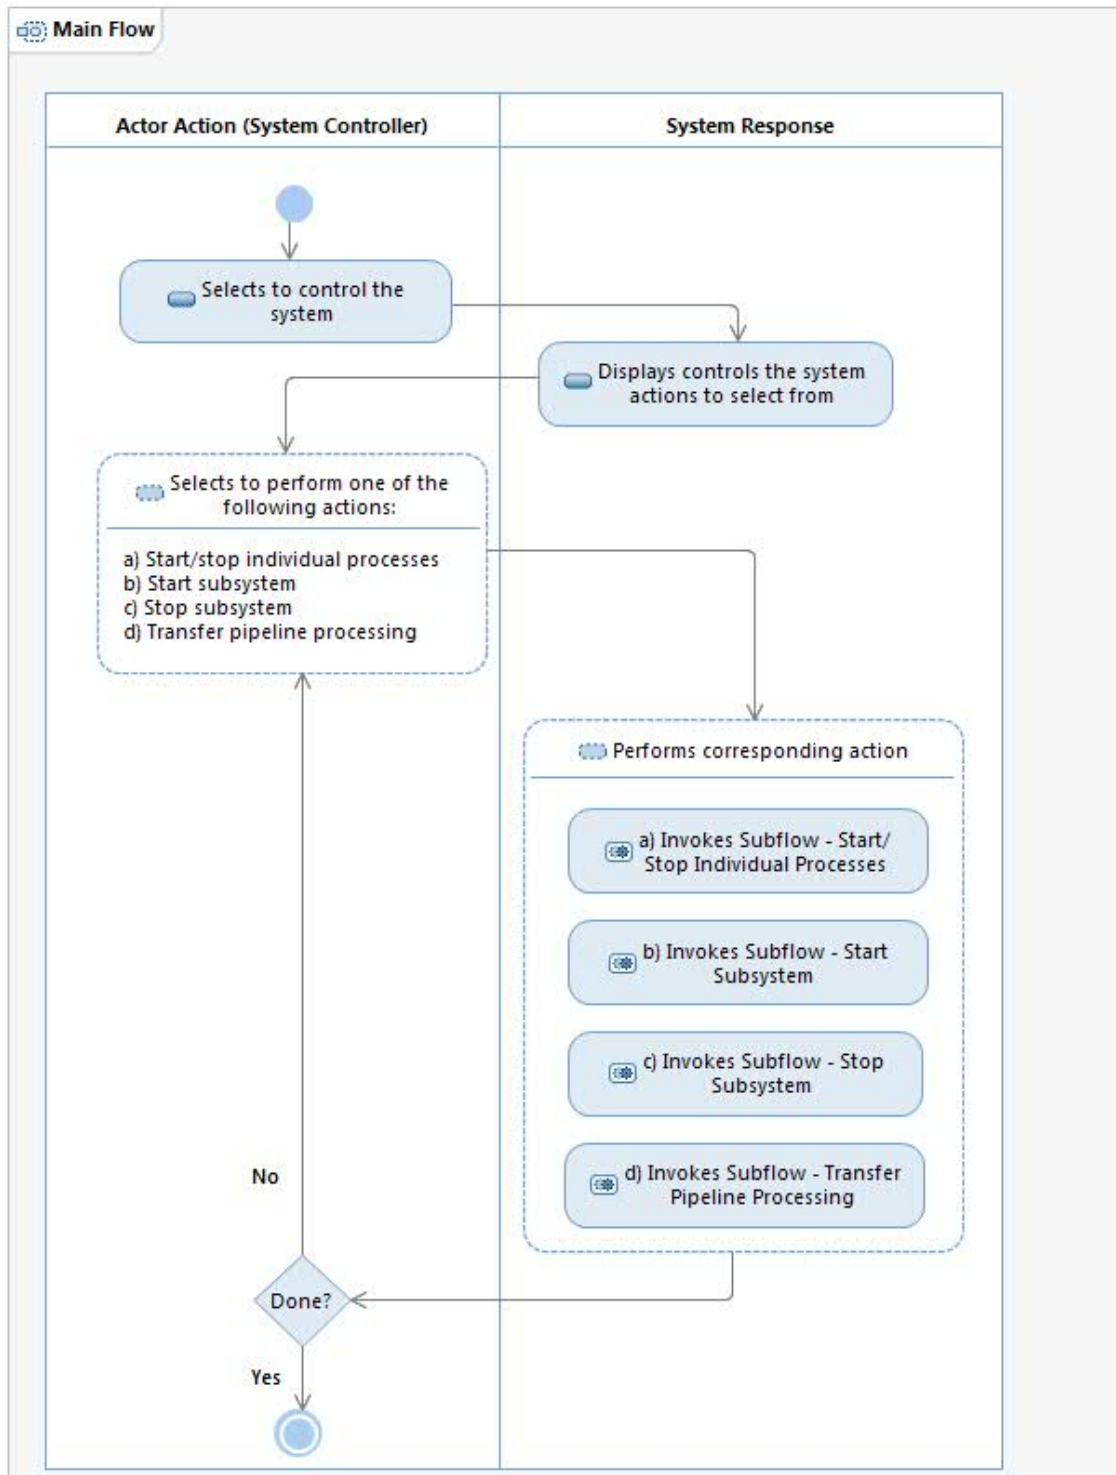 Main Flow
Actor Action (System Controller)
System Response
Selects to control the
system
Displays controls the system
actions to select from
Selects to perform one of the
following actions:
a) Start/stop individual processes
b) Start subsystem
c) Stop subsystem
d) Transfer pipeline processing
Performs corresponding action
a) Invokes Subflow - Start/
Stop Individual Processes
b) Invokes Subflow - Start
Subsystem
c) Invokes Subflow - Stop
Subsystem
d) Invokes Subflow - Transfer
Pipeline Processing
No
Done?
Yes